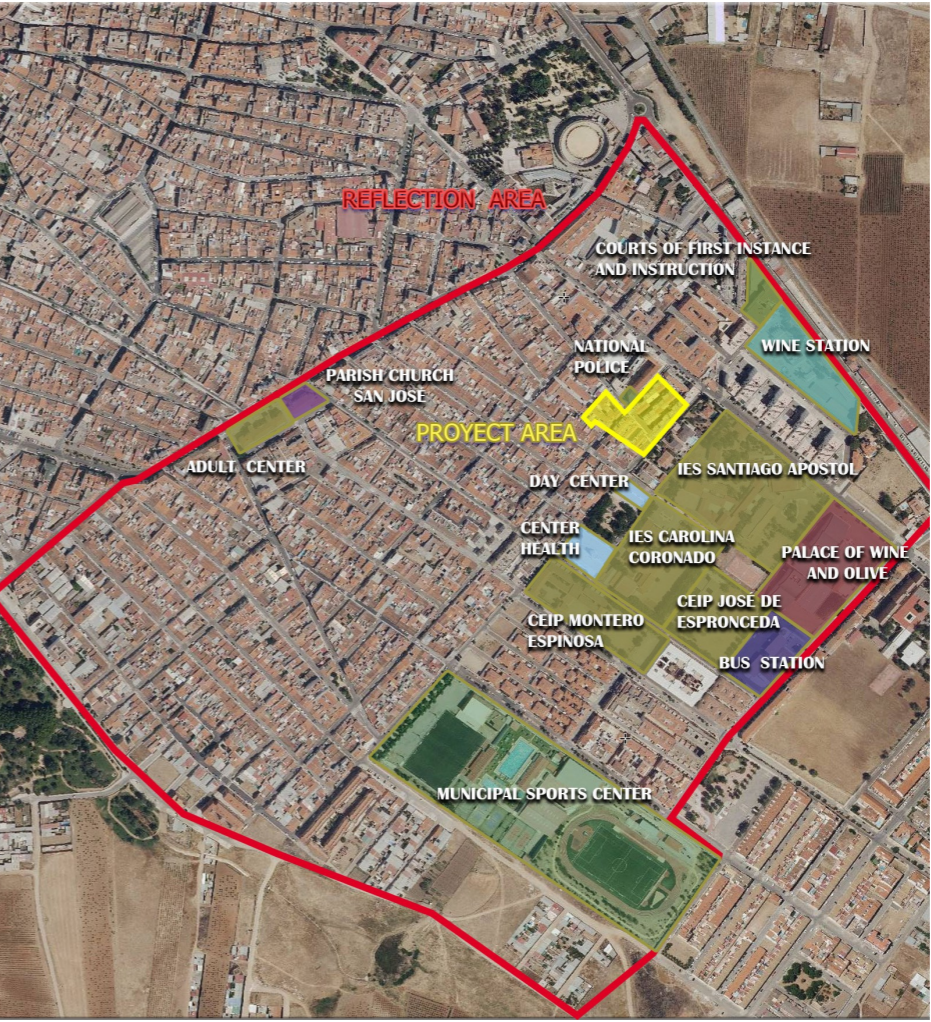 REFLECTION AREA
COURTS OF FIRST INSTANCE
AND INSTRUCTION
WINE STATION
NATIONAL
POLICE
PARISH CHURCH
SAN JOSE
PROYECT AREA
ADULT CENTER
IES SANTIAGO APOSTOL
DAY CENTER
CENTER
HEALTH
IES CAROLINA
CORONADO
PALACE OF WINE
AND OLIVE
CEIP JOSÉ DE
ESPRONCEDA
CEIP MONTERO
ESPINOSA
BUS STATION
MUNICIPAL SPORTS CENTER